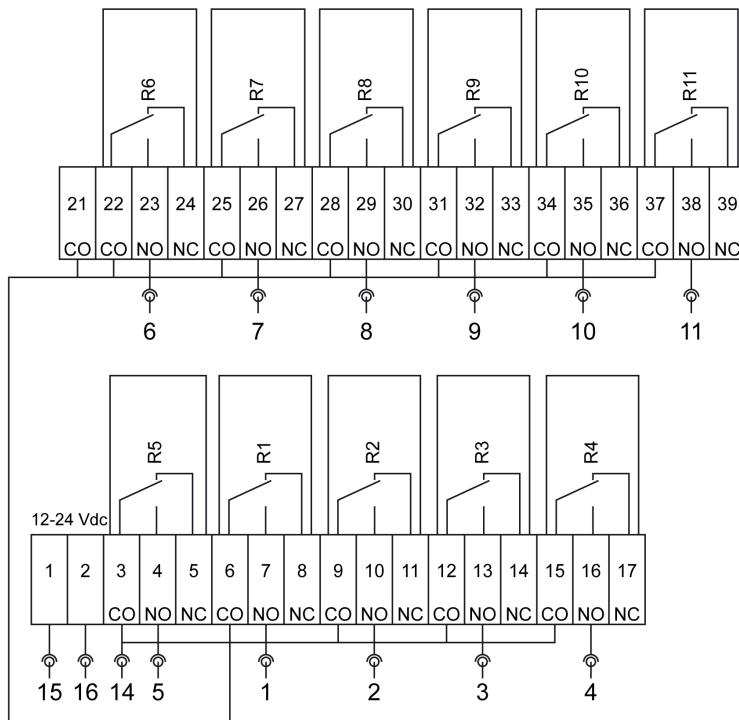 R6 R7 R8 R9 R10 R11
21 22 23 24 25 26 27 28 29 30 31 32 33 34 35 36 37 38 39
CO CO NO NC CO NO NC CO NO NC CO NO NC CO NO NC CO NO NC
6 7 8 9 10 11
R5 R1 R2 R3 R4
12-24 Vdc
1 2 3 4 5 6 7 8 9 10 11 12 13 14 15 16 17
CO NO NC CO NO NC CO NO NC CO NO NC CO NO NC
15 16 14 5 1 2 3 4